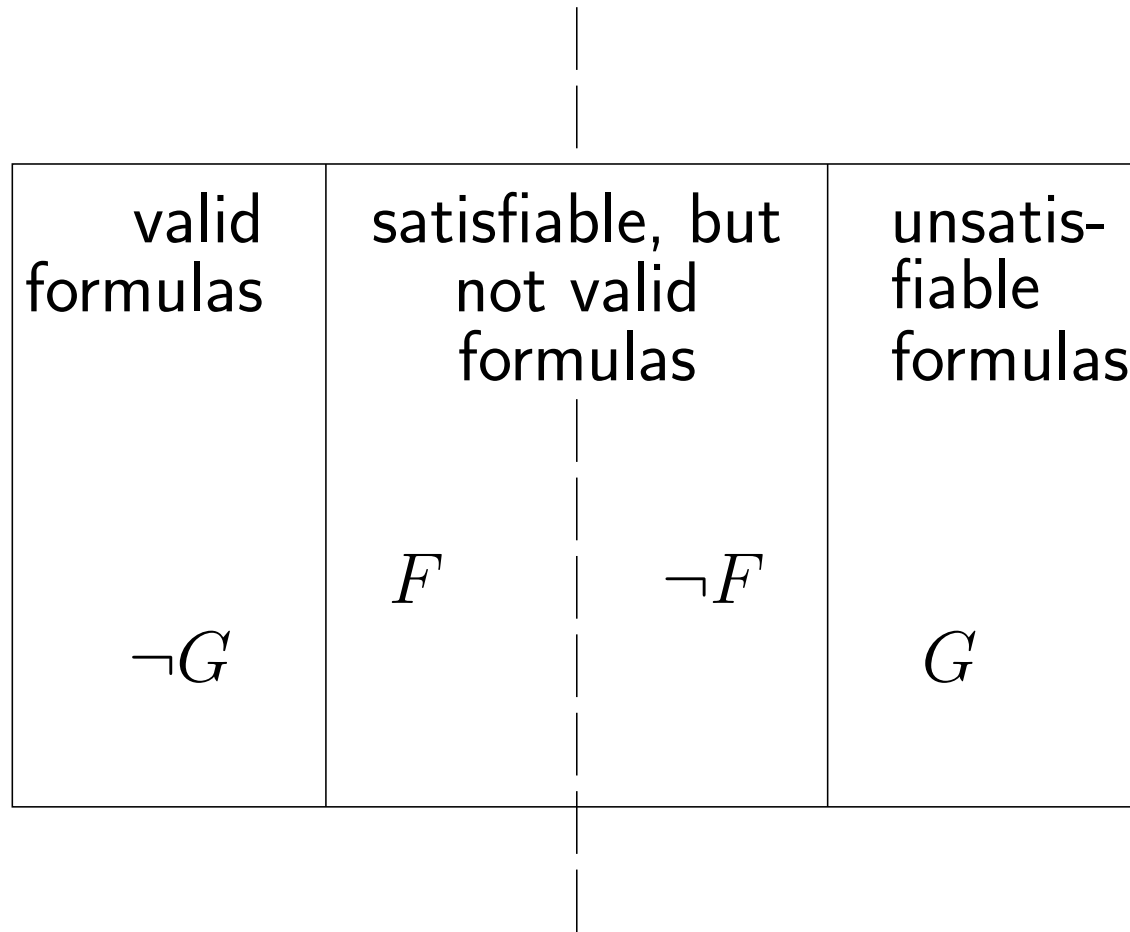 valid
formulas
satisfiable, but
not valid
formulas
unsatis-
fiable
formulas
F
¬F
¬G
G